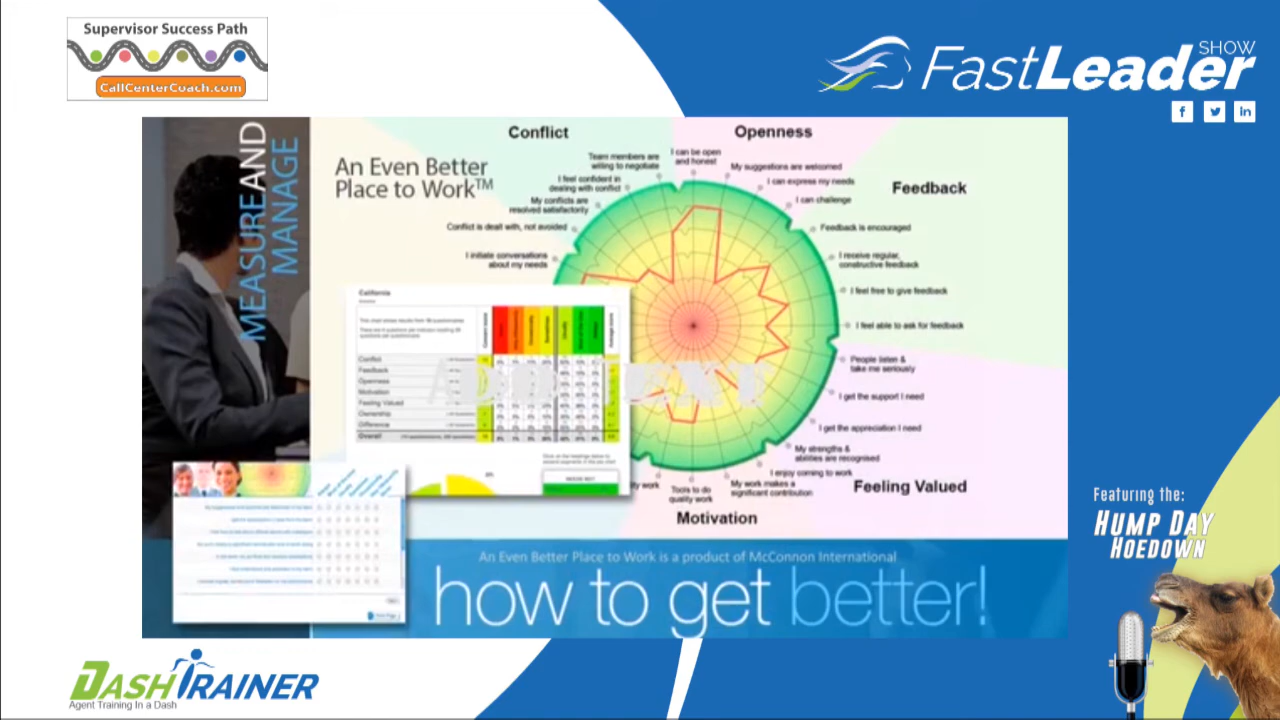 Supervisor Success Path
CallCenterCoach.com
FastLeader
SHOW
MEASURE AND
MANAGE
An Even Better
Place to Work™
Conflict
Openness
Feedback
Feeling Valued
Motivation
Team members are
willing to negotiate
I feel confident in
dealing with conflict
My conflicts are
resolved satisfactorily
Conflict is dealt with, not avoided
I initiate conversations
about my needs
I can be open
and honest
My suggestions are welcomed
I can express my needs
I can challenge
Feedback is encouraged
I receive regular,
constructive feedback
I feel free to give feedback
I feel able to ask for feedback
People listen &
take me seriously
I get the support I need
I get the appreciation I need
My strengths &
abilities are recognised
I enjoy coming to work
My work makes a
significant contribution
Tools to do
quality work
work
California
Conflict
Feedback
Openness
Motivation
Feeling Valued
Ownership
Difference
Overall
An Even Better Place to Work is a product of McConnon International
how to get better!
Featuring the:
HUMP DAY
HOEDOWN
DASHTRAINER
Agent Training In a Dash